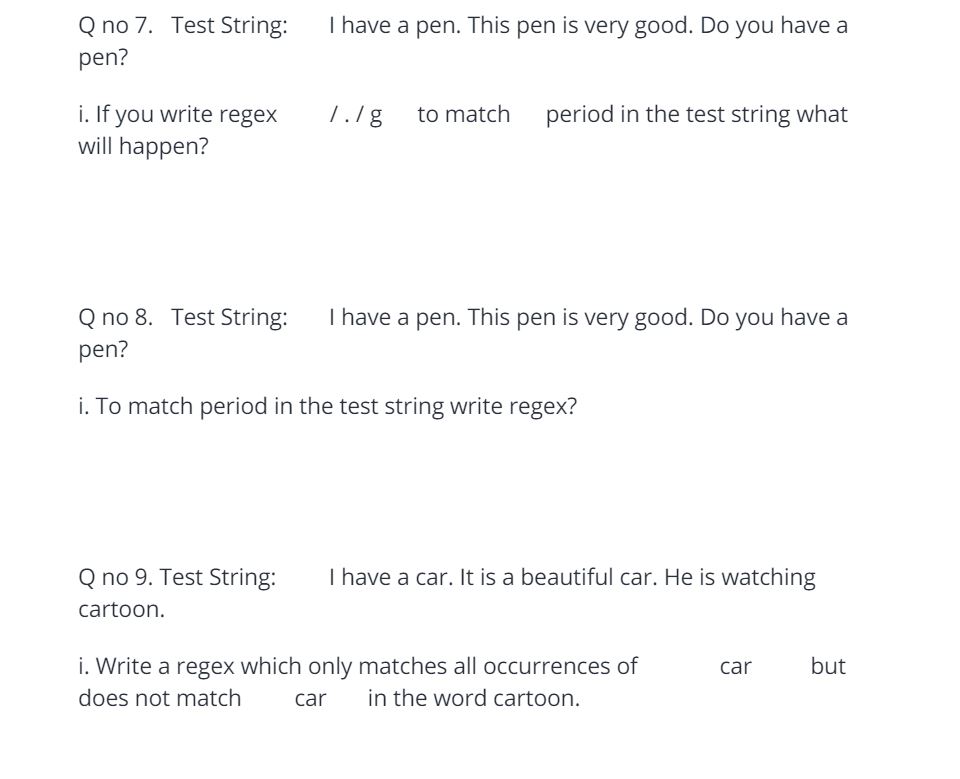 Q no 7. Test String: I have a pen. This pen is very good. Do you have a
pen?
i. If you write regex / . / g to match period in the test string what
will happen?
Q no 8. Test String: I have a pen. This pen is very good. Do you have a
pen?
i. To match period in the test string write regex?
Q no 9. Test String: I have a car. It is a beautiful car. He is watching
cartoon.
i. Write a regex which only matches all occurrences of car but
does not match car in the word cartoon.